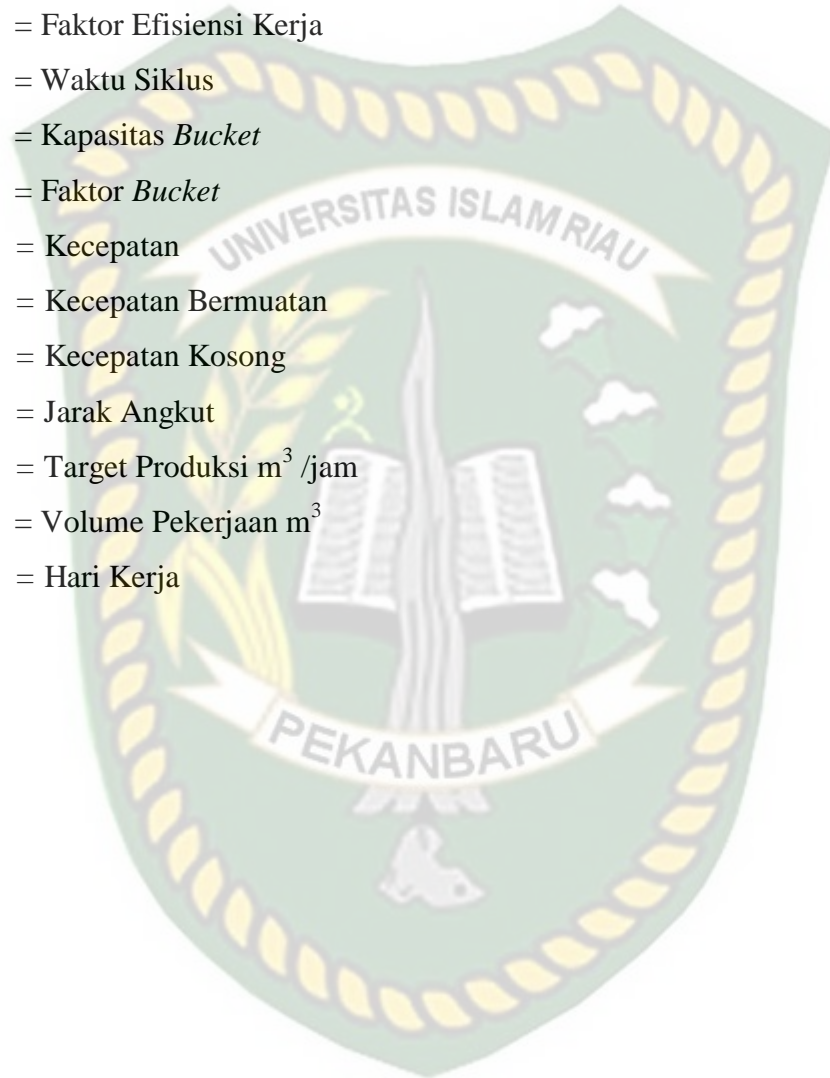 = Faktor Efisiensi Kerja
= Waktu Siklus
= Kapasitas Bucket
= Faktor Bucket
UNIVERSITAS ISLAM RIAU
= Kecepatan
= Kecepatan Bermuatan
= Kecepatan Kosong
= Jarak Angkut
= Target Produksi m³ /jam
= Volume Pekerjaan m³
= Hari Kerja
PEKANBARU